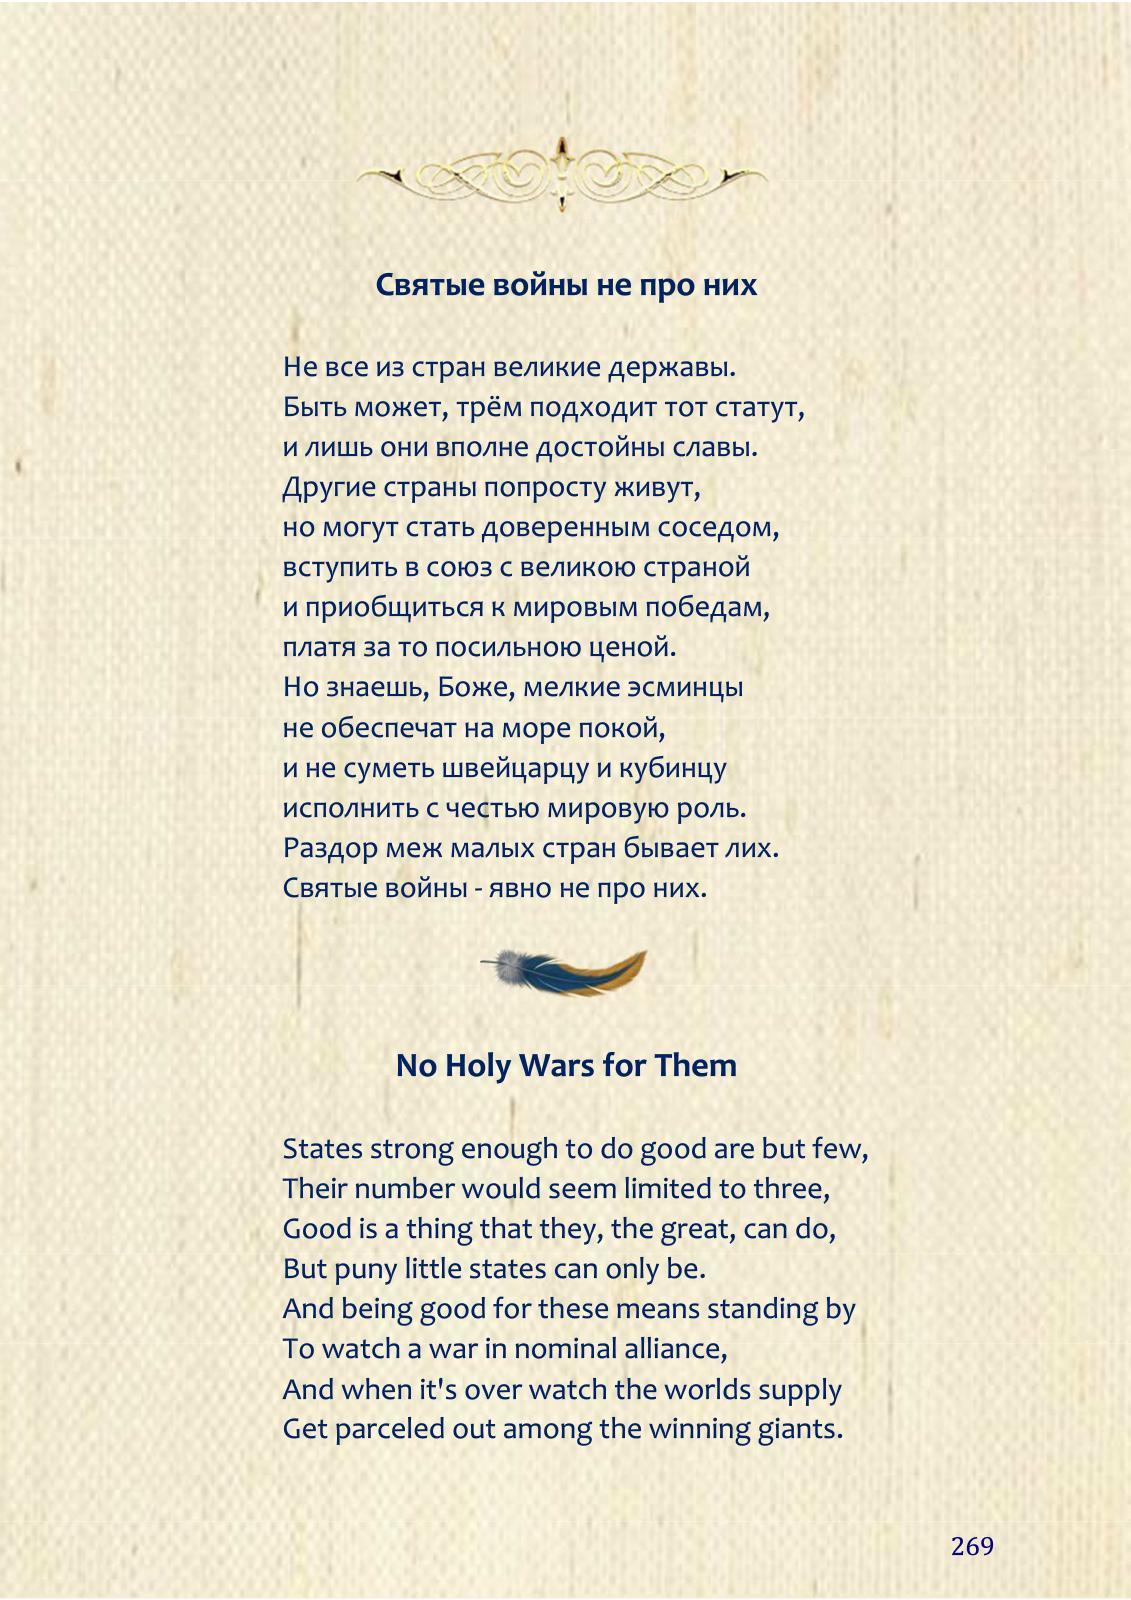 Святые войны не про них
Не все из стран великие державы.
Быть может, трём подходит тот статут,
и лишь они вполне достойны славы.
Другие страны попросту живут,
но могут стать доверенным соседом,
вступить в союз с великою страной
и приобщиться к мировым победам,
платя за то посильною ценой.
Но знаешь, Боже, мелкие эсминцы
не обеспечат на море покой,
и не суметь швейцарцу и кубинцу
исполнить с честью мировую роль.
Раздор меж малых стран бывает лих.
Святые войны - явно не про них.
No Holy Wars for Them
States strong enough to do good are but few,
Their number would seem limited to three,
Good is a thing that they, the great, can do,
But puny little states can only be.
And being good for these means standing by
To watch a war in nominal alliance,
And when it's over watch the worlds supply
Get parceled out among the winning giants.
269